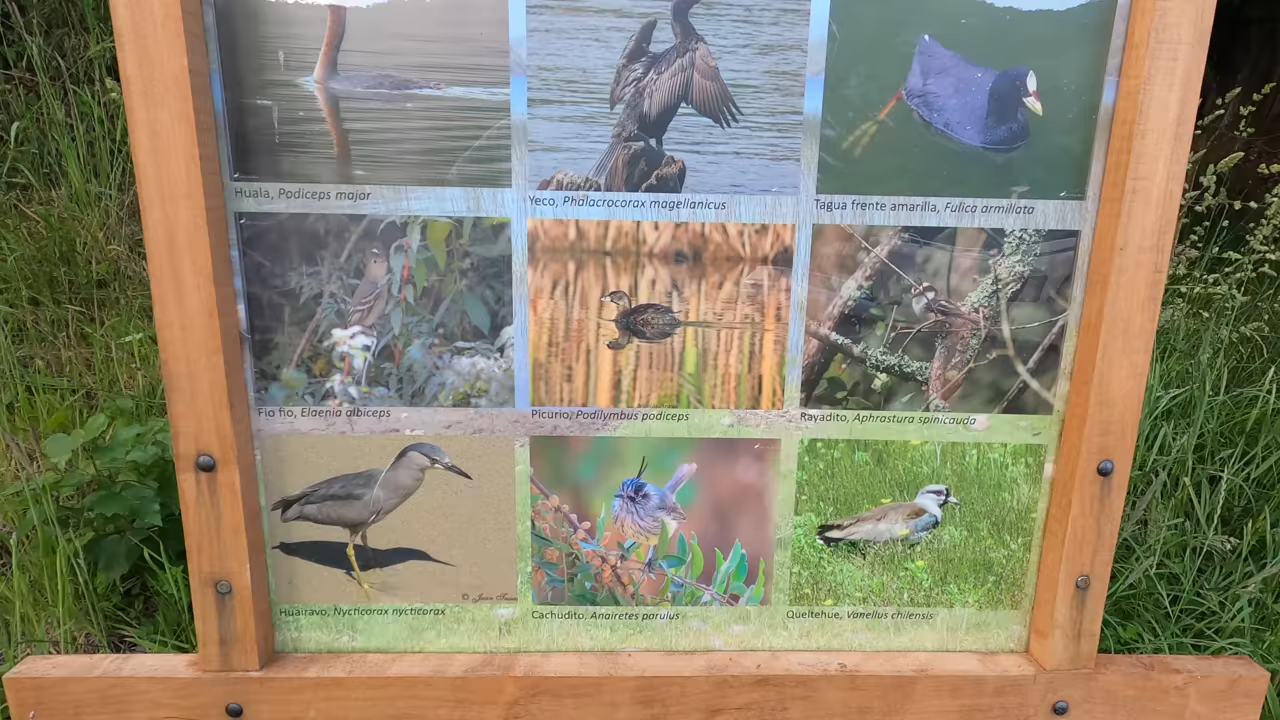 Huala, Podiceps major
Yeco, Phalacrocorax magellanicus
Tagua frente amarilla, Fulica armillata
Fio fio, Elaenia albiceps
Picurio, Podilymbus podiceps
Rayadito, Aphrastura spinicauda
Huairavo, Nycticorax nycticorax
Cachudito, Anairetes parulus
Queltehue, Vanellus chilensis